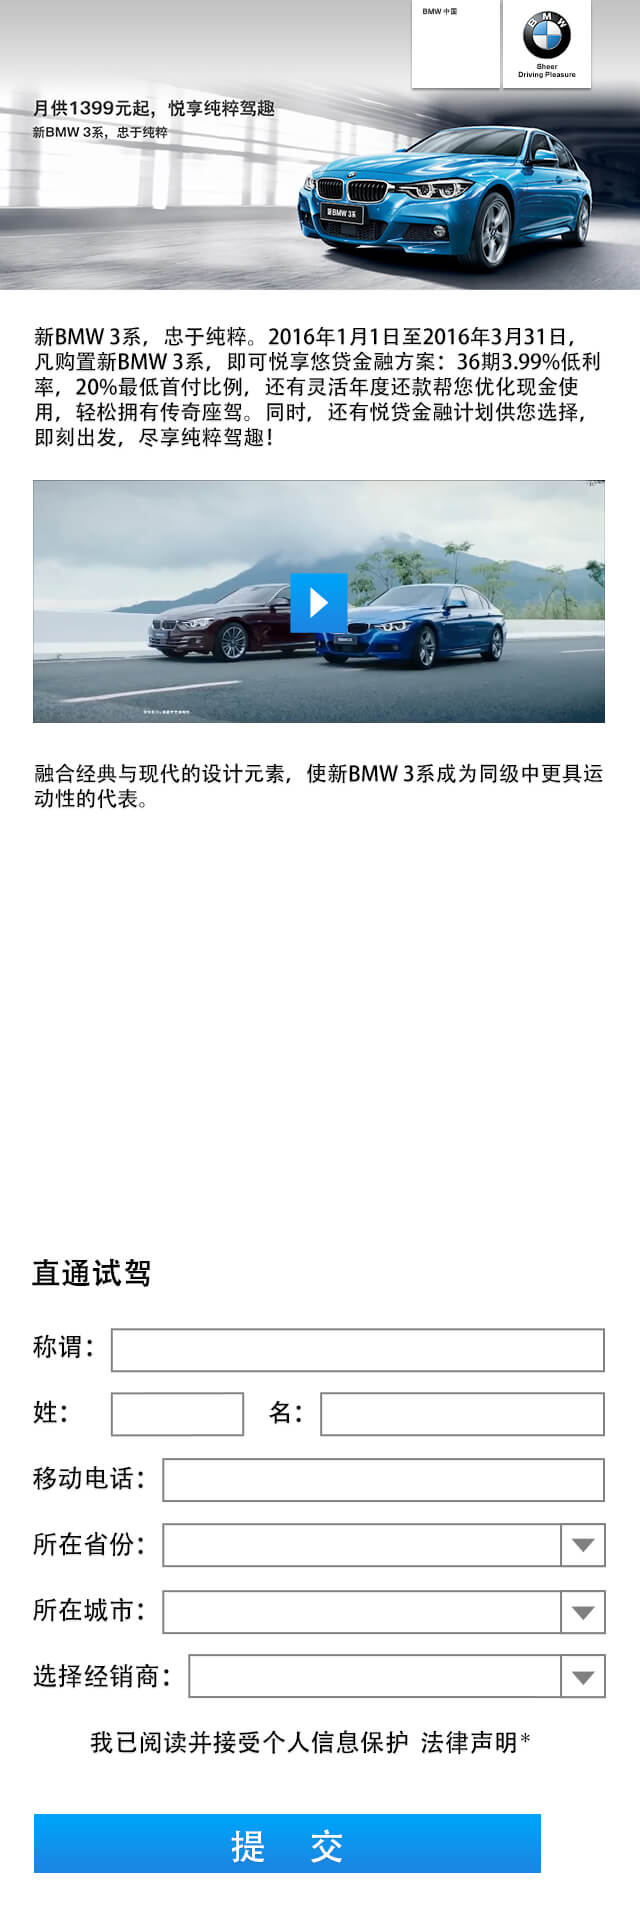 BMW 中国
BMW
Sheer
Driving Pleasure
月供1399元起，悦享纯粹驾趣
新BMW 3系，忠于纯粹
新BMW 3系
新BMW 3系，忠于纯粹。2016年1月1日至2016年3月31日，
凡购置新BMW 3系，即可悦享悠贷金融方案：36期3.99%低利
率，20%最低首付比例，还有灵活年度还款帮您优化现金使
用，轻松拥有传奇座驾。同时，还有悦贷金融计划供您选择，
即刻出发，尽享纯粹驾趣！
融合经典与现代的设计元素，使新BMW 3系成为同级中更具运
动性的代表。
直通试驾
称谓：
姓： 名：
移动电话：
所在省份：
所在城市：
选择经销商：
我已阅读并接受个人信息保护 法律声明*
提 交